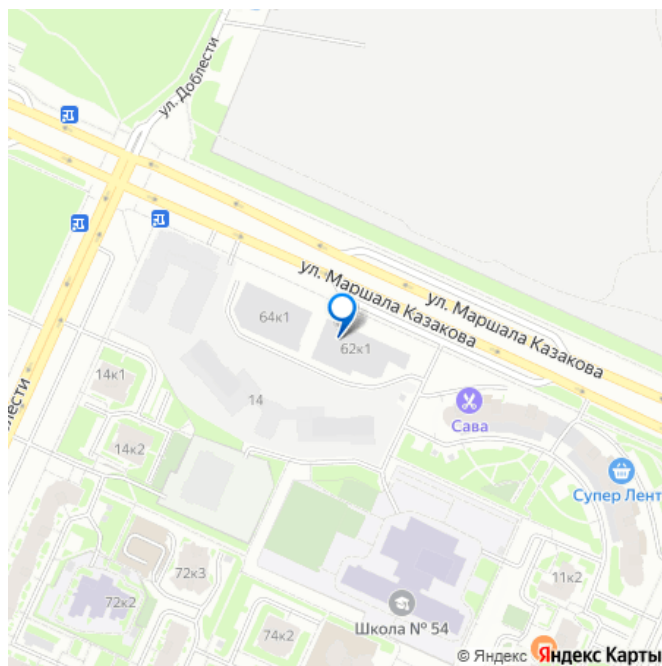 ул. Доблести
ул. Маршала Казакова
ул. Маршала Казакова
64к1
62к1
14к1
лести
14
Сава
14к2
Супер Лент
72к3
11к2
72к2
Школа № 54
74к2
© Яндекс Яндекс Карты